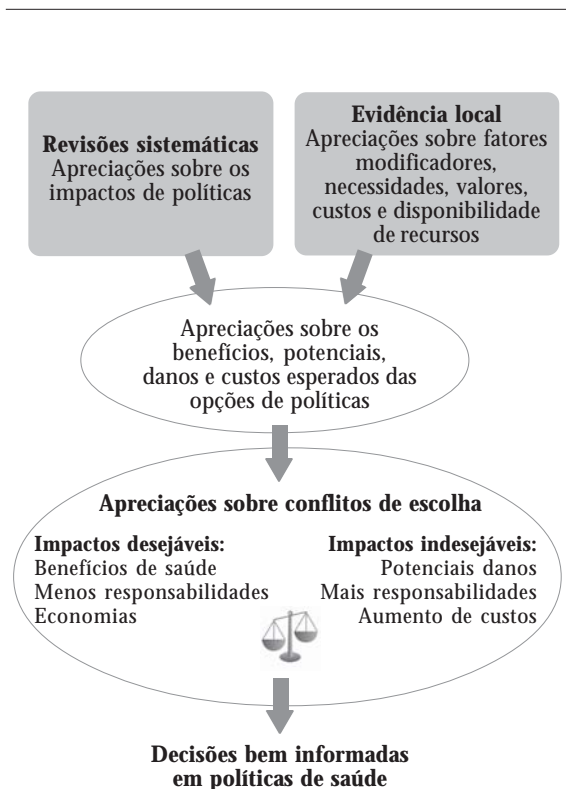 Revisões sistemáticas
Apreciações sobre os
impactos de políticas
Evidência local
Apreciações sobre fatores
modificadores,
necessidades, valores,
custos e disponibilidade
de recursos
Apreciações sobre os
benefícios, potenciais,
danos e custos esperados das
opções de políticas
Apreciações sobre conflitos de escolha
Impactos desejáveis:
Benefícios de saúde
Menos responsabilidades
Economias
Impactos indesejáveis:
Potenciais danos
Mais responsabilidades
Aumento de custos
Decisões bem informadas
em políticas de saúde